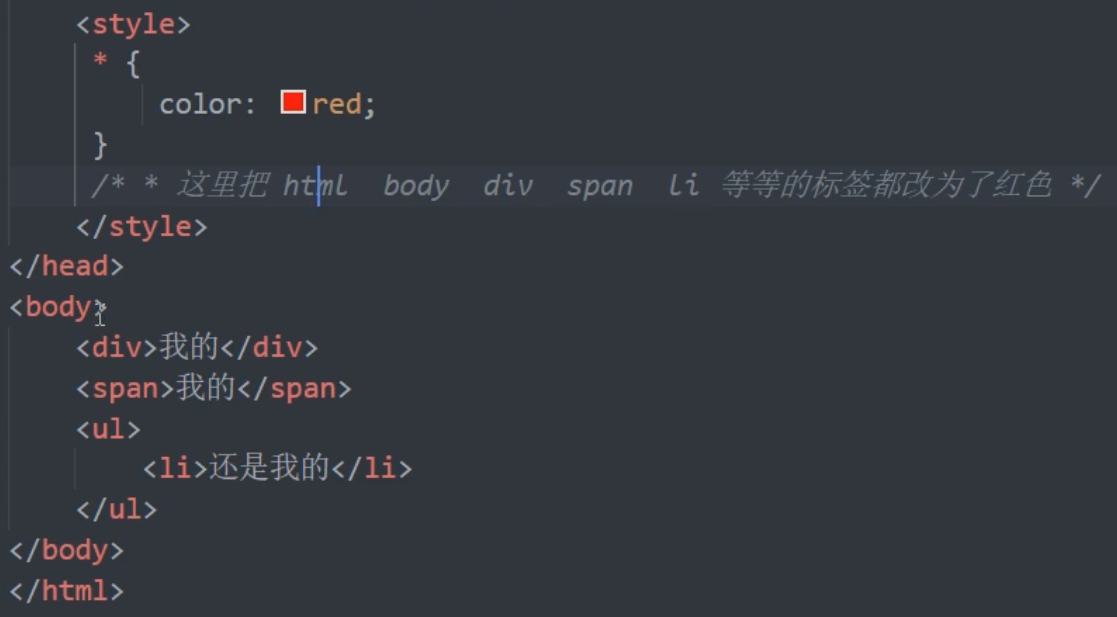 <style>
* {
color: red;
}
/* * 这里把 html body div span li 等等的标签都改为了红色 */
</style>
</head>
<body>
<div>我的</div>
<span>我的</span>
<ul>
<li>还是我的</li>
</ul>
</body>
</html>